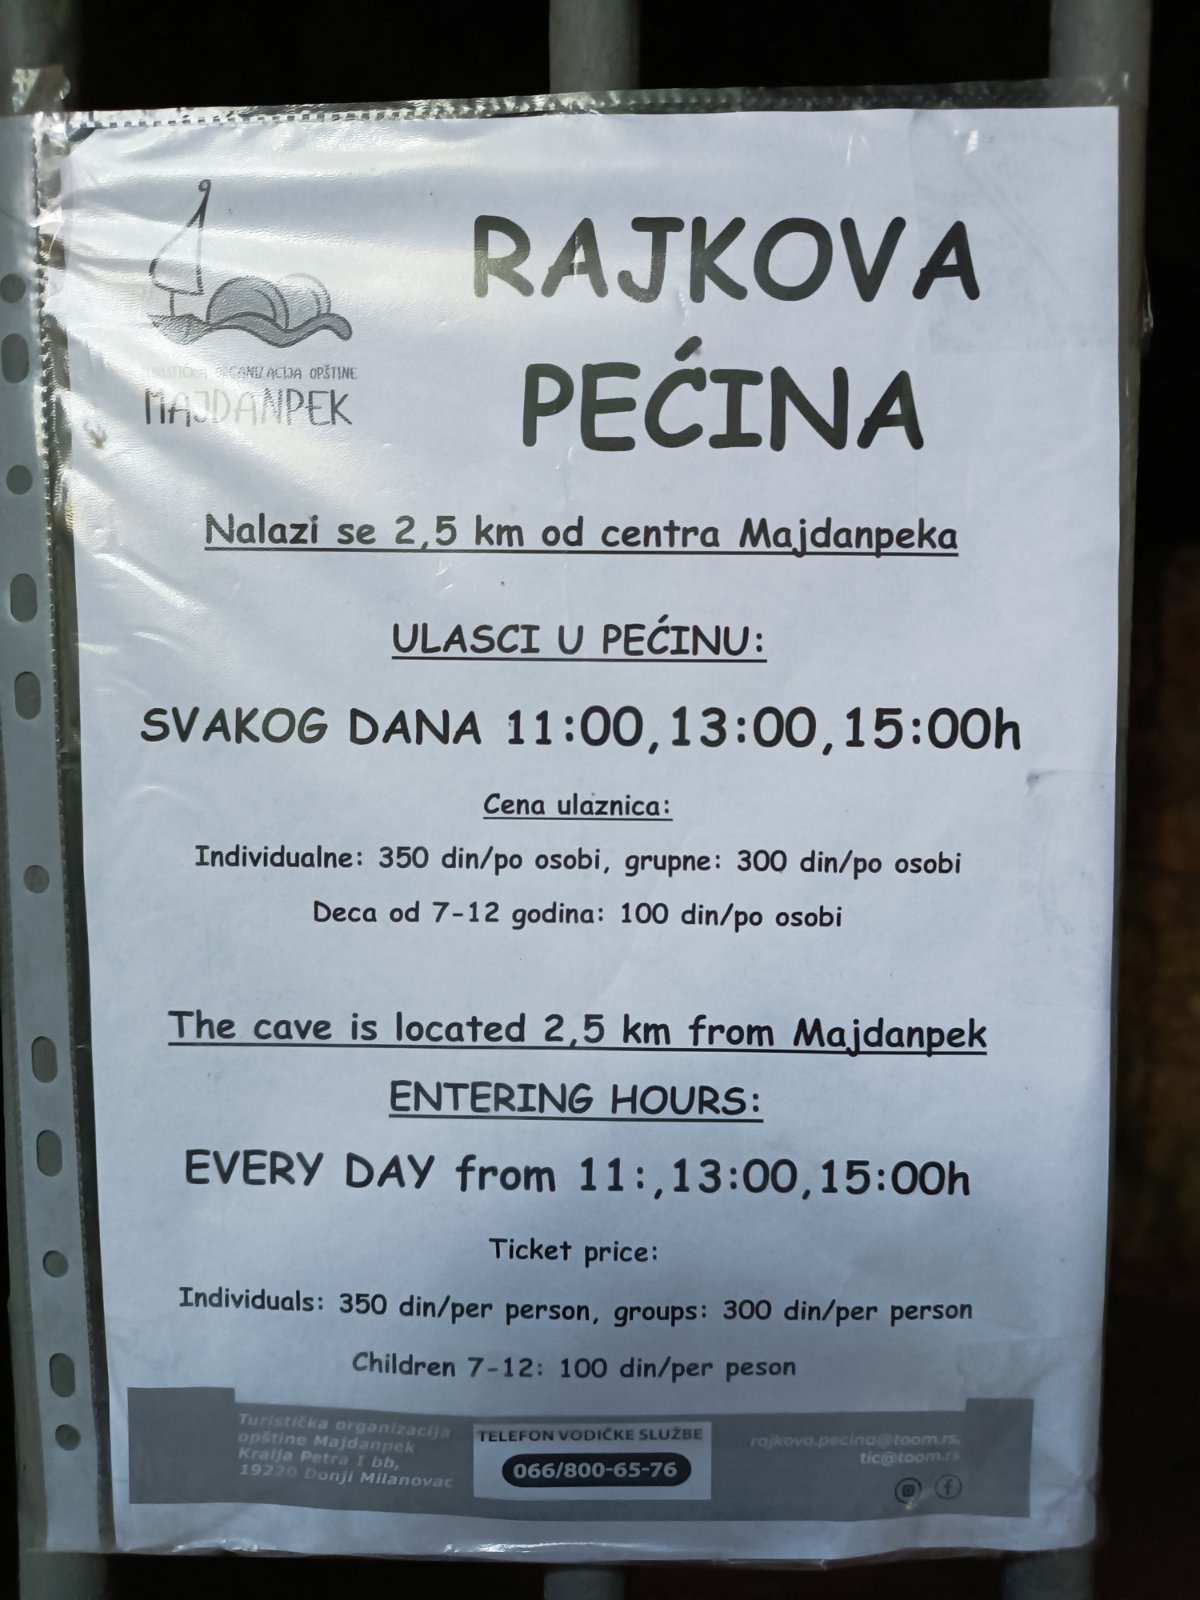 TURISTIČKA ORGANIZACIJA OPŠTINE
MAJDANPEK
RAJKOVA
PEĆINA
Nalazi se 2,5 km od centra Majdanpeka
ULASCI U PEĆINU:
SVAKOG DANA 11:00,13:00,15:00h
Cena ulaznica:
Individualne: 350 din/po osobi, grupne: 300 din/po osobi
Deca od 7-12 godina: 100 din/po osobi
The cave is located 2,5 km from Majdanpek
ENTERING HOURS:
EVERY DAY from 11:,13:00,15:00h
Ticket price:
Individuals: 350 din/per person, groups: 300 din/per person
Children 7-12: 100 din/per peson
Turistička organizacija
opštine Majdanpek
Kralja Petra I bb,
19220 Donji Milanovac
TELEFON VODIČKE SLUŽBE
066/800-65-76
rajkova.pecina@toom.rs,
tic@toom.rs